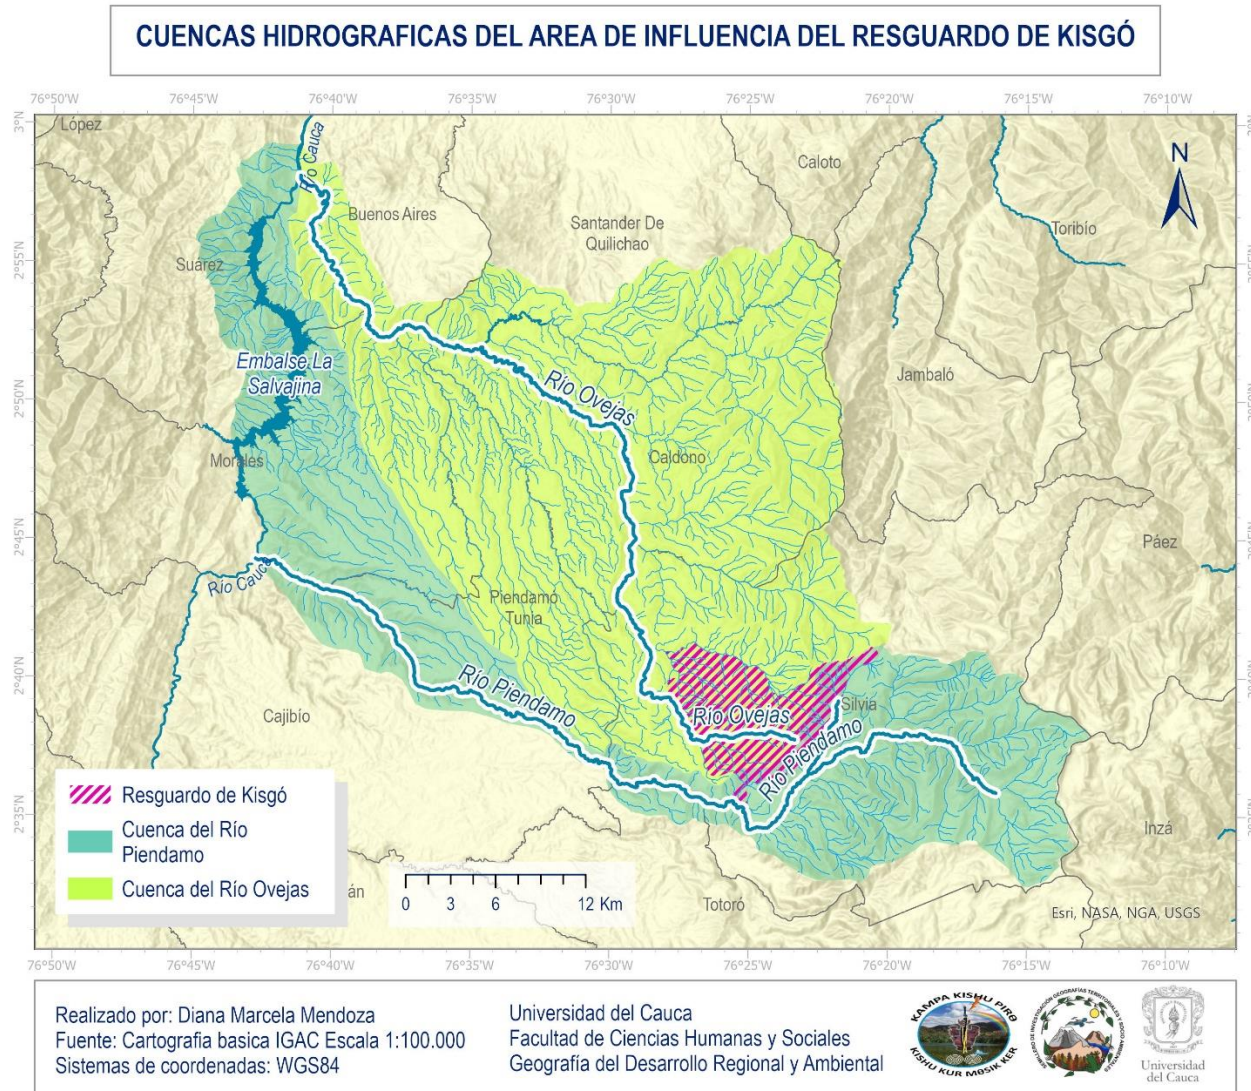 CUENCAS HIDROGRAFICAS DEL AREA DE INFLUENCIA DEL RESGUARDO DE KISGÓ
76°50'W 76°45'W 76°40'W 76°35'W 76°30'W 76°25'W 76°20'W 76°15'W 76°10'W
3°N
López
Río Cauca
Caloto
N
Buenos Aires
Santander De
Quilichao
Toribío
2°55'N
Suárez
Embalse La
Salvajina
Río Ovejas
Jambaló
2°50'N
Caldono
Morales
2°45'N
Páez
Río Cauca
Piendamó
Tunia
2°40'N
Río Piendamo
Cajibío
Río Ovejas
Silvia
Río Piendamo
2°35'N
Inzá
Resguardo de Kisgó
Cuenca del Río
Piendamo
Cuenca del Río Ovejas
án
0 3 6 12 Km
Totoró
Esri, NASA, NGA, USGS
76°50'W 76°45'W 76°40'W 76°35'W 76°30'W 76°25'W 76°20'W 76°15'W 76°10'W
Realizado por: Diana Marcela Mendoza
Fuente: Cartografia basica IGAC Escala 1:100.000
Sistemas de coordenadas: WGS84
Universidad del Cauca
Facultad de Ciencias Humanas y Sociales
Geografía del Desarrollo Regional y Ambiental
KAMPA KISHU PIRØ
KISHU KUR MØSIK KER
Universidad
del Cauca